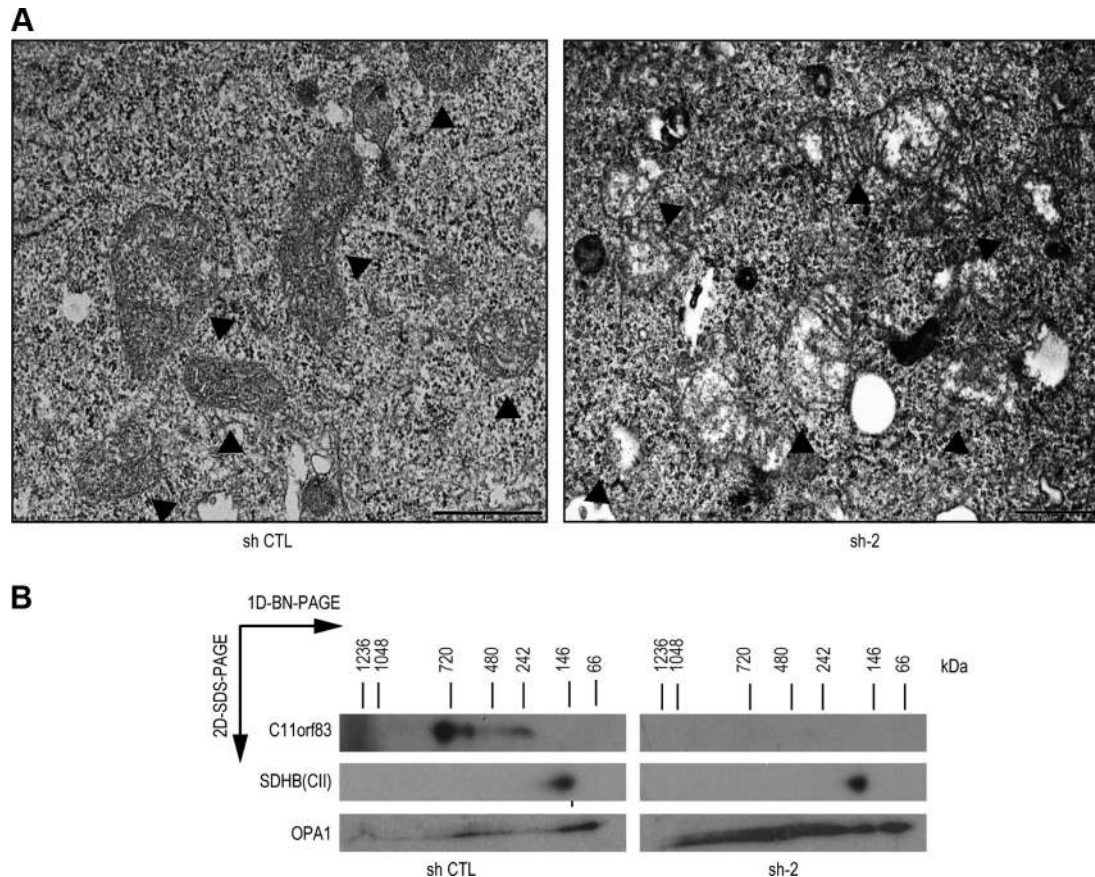 A
sh CTL sh-2
B
1D-BN-PAGE
2D-SDS-PAGE
1236 1048 720 480 242 146 66 1236 1048 720 480 242 146 66 kDa
C11orf83
SDHB(CII)
OPA1
sh CTL sh-2